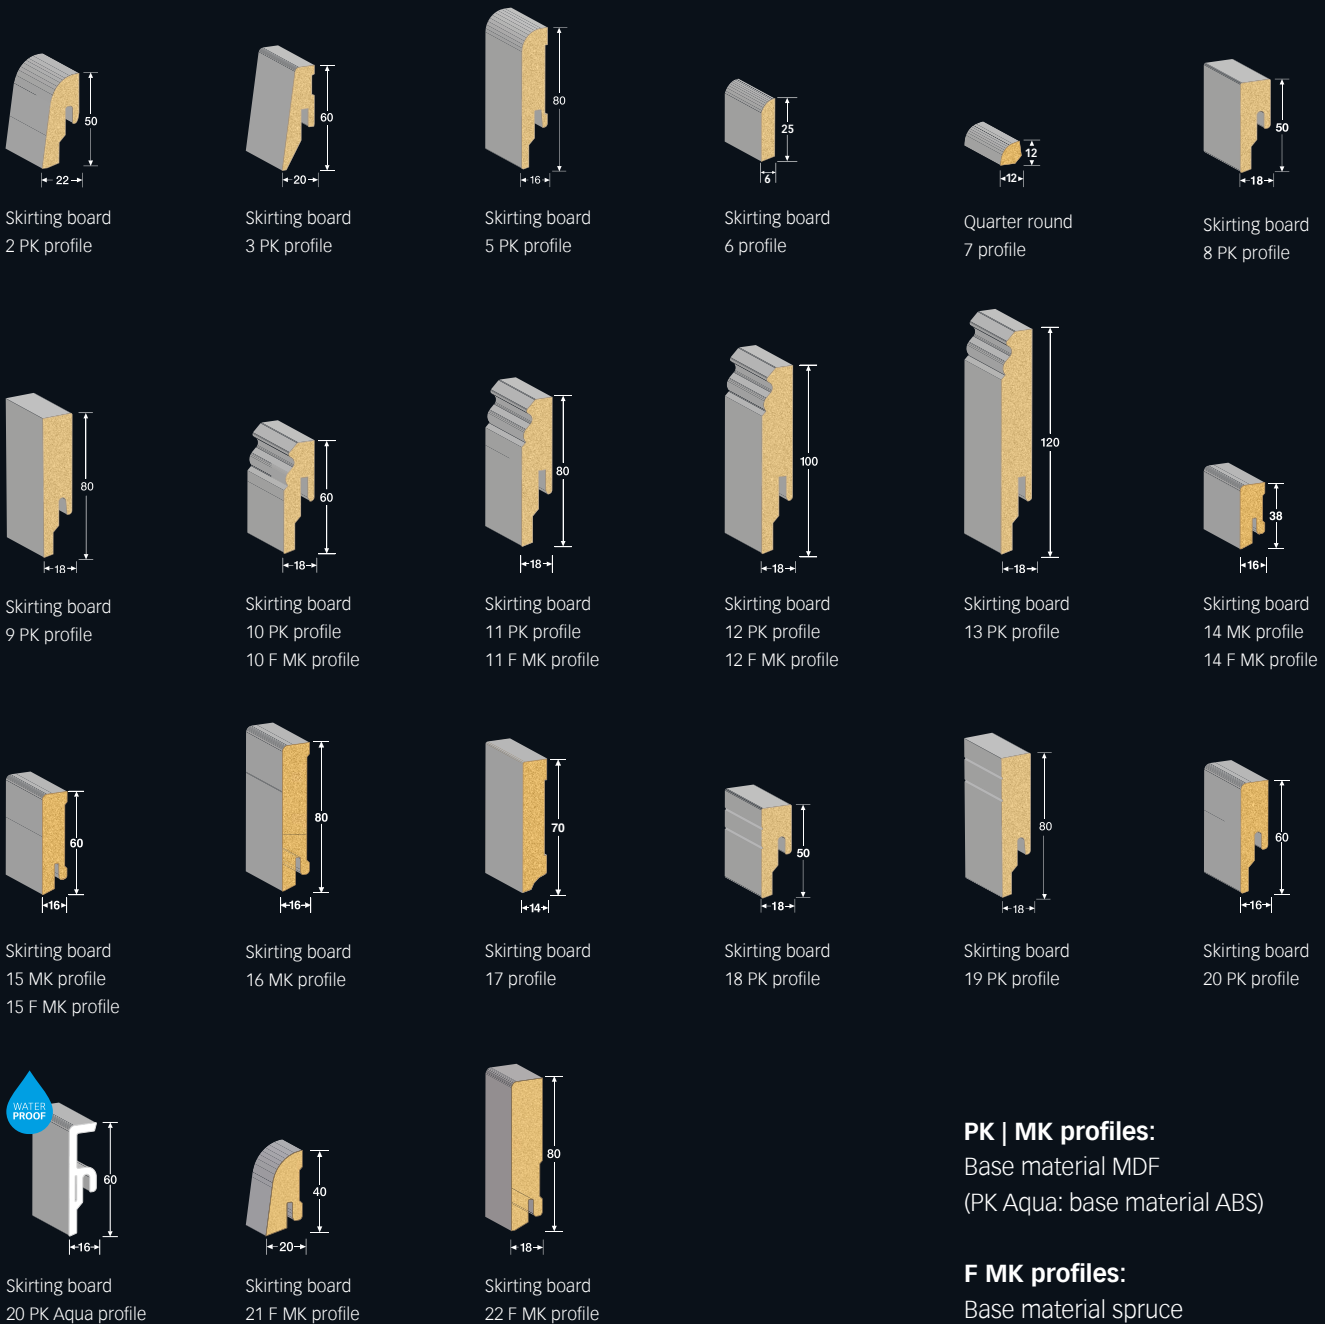 50
22
Skirting board
2 PK profile
60
20
Skirting board
3 PK profile
80
16
Skirting board
5 PK profile
25
6
Skirting board
6 profile
12
12
Quarter round
7 profile
50
18
Skirting board
8 PK profile
80
18
Skirting board
9 PK profile
60
18
Skirting board
10 PK profile
10 F MK profile
80
18
Skirting board
11 PK profile
11 F MK profile
100
18
Skirting board
12 PK profile
12 F MK profile
120
18
Skirting board
13 PK profile
38
16
Skirting board
14 MK profile
14 F MK profile
60
16
Skirting board
15 MK profile
15 F MK profile
80
16
Skirting board
16 MK profile
70
14
Skirting board
17 profile
50
18
Skirting board
18 PK profile
80
18
Skirting board
19 PK profile
60
16
Skirting board
20 PK profile
WATER
PROOF
60
16
Skirting board
20 PK Aqua profile
40
20
Skirting board
21 F MK profile
80
18
Skirting board
22 F MK profile
PK | MK profiles:
Base material MDF
(PK Aqua: base material ABS)
F MK profiles:
Base material spruce